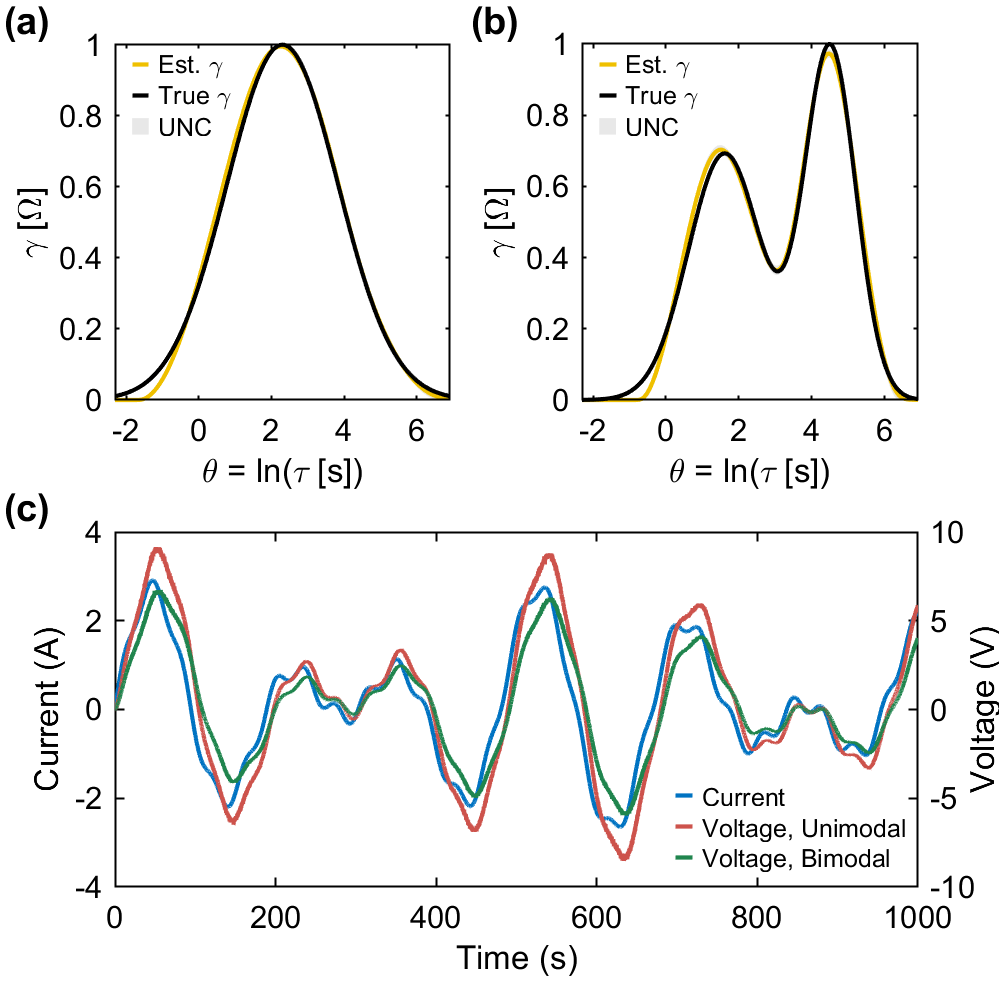 (a)
1
0.8
0.6
0.4
0.2
0
γ [Ω]
Est. γ
True γ
UNC
-2 0 2 4 6
θ = ln(τ [s])
(b)
1
0.8
0.6
0.4
0.2
0
γ [Ω]
Est. γ
True γ
UNC
-2 0 2 4 6
θ = ln(τ [s])
(c)
4
2
0
-2
-4
Current (A)
10
5
0
-5
-10
Voltage (V)
Current
Voltage, Unimodal
Voltage, Bimodal
0 200 400 600 800 1000
Time (s)